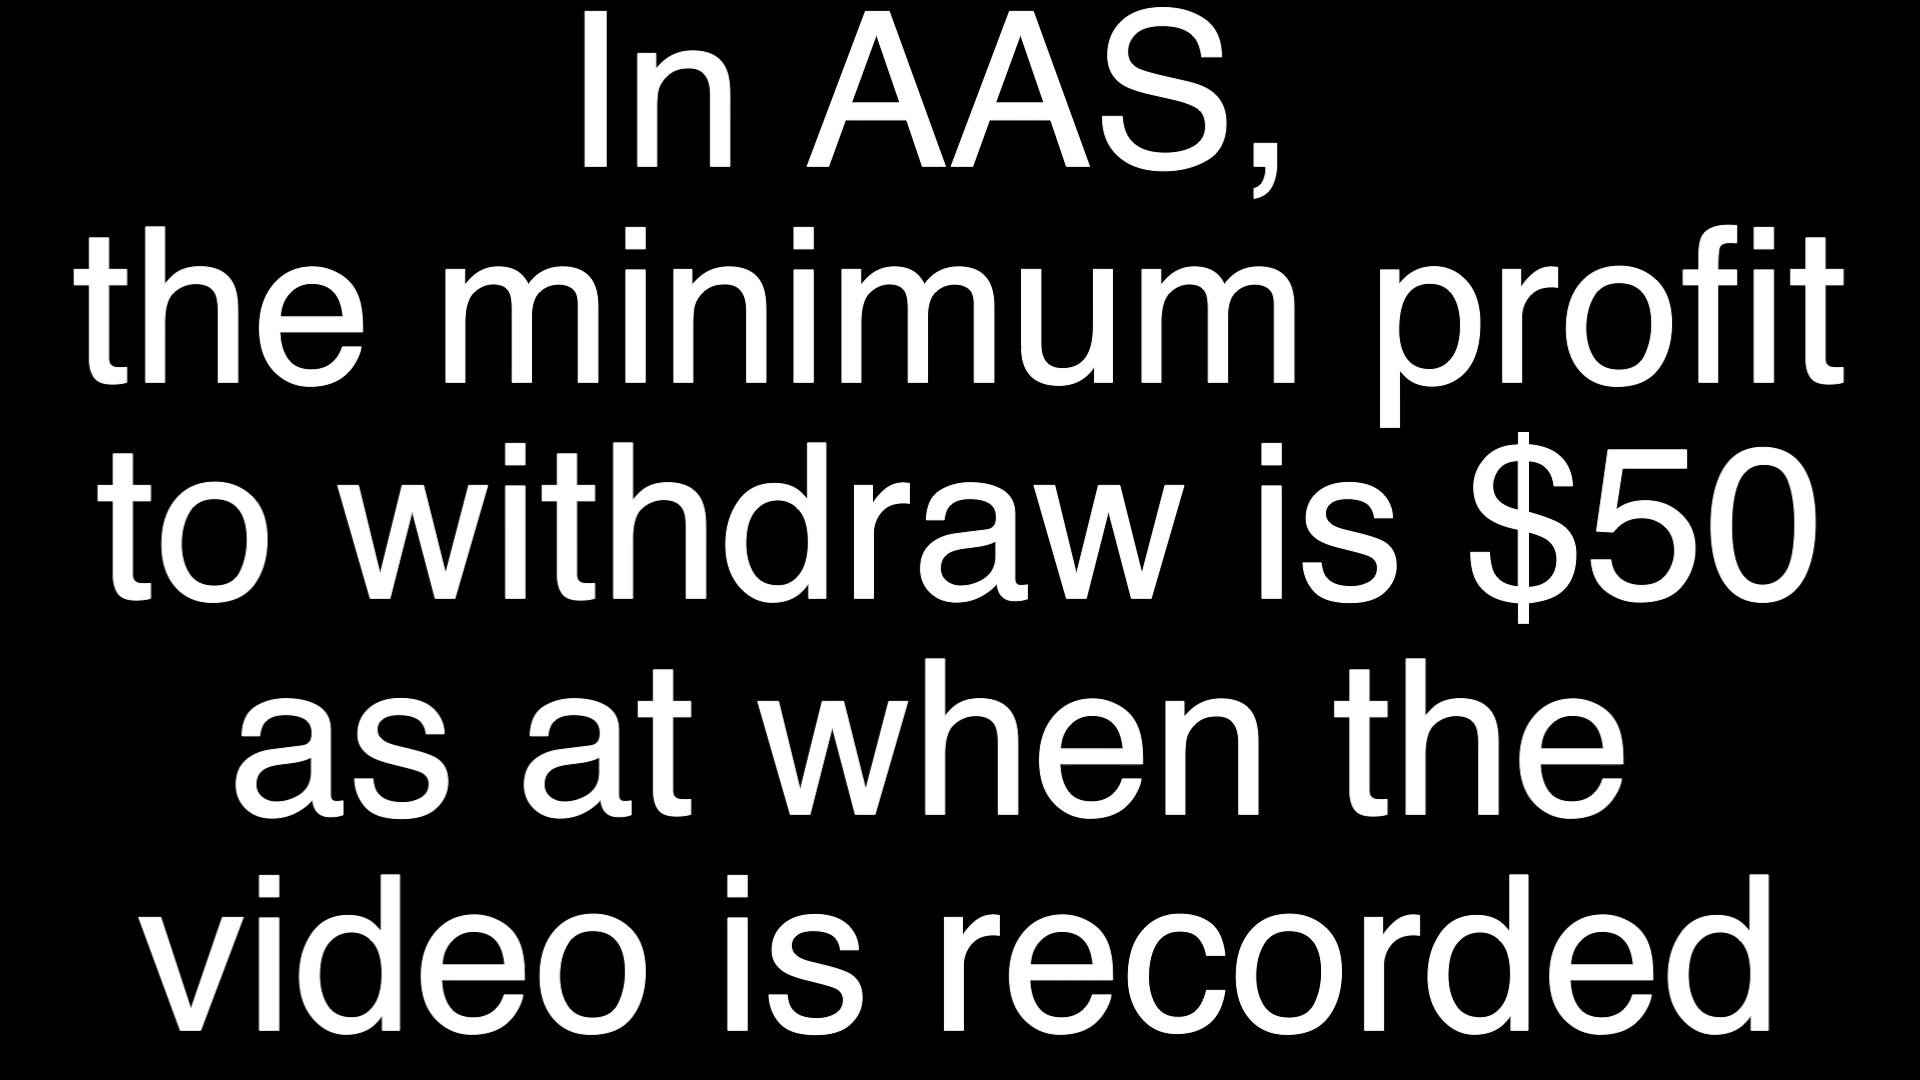 In AAS,
the minimum profit
to withdraw is $50
as at when the
video is recorded